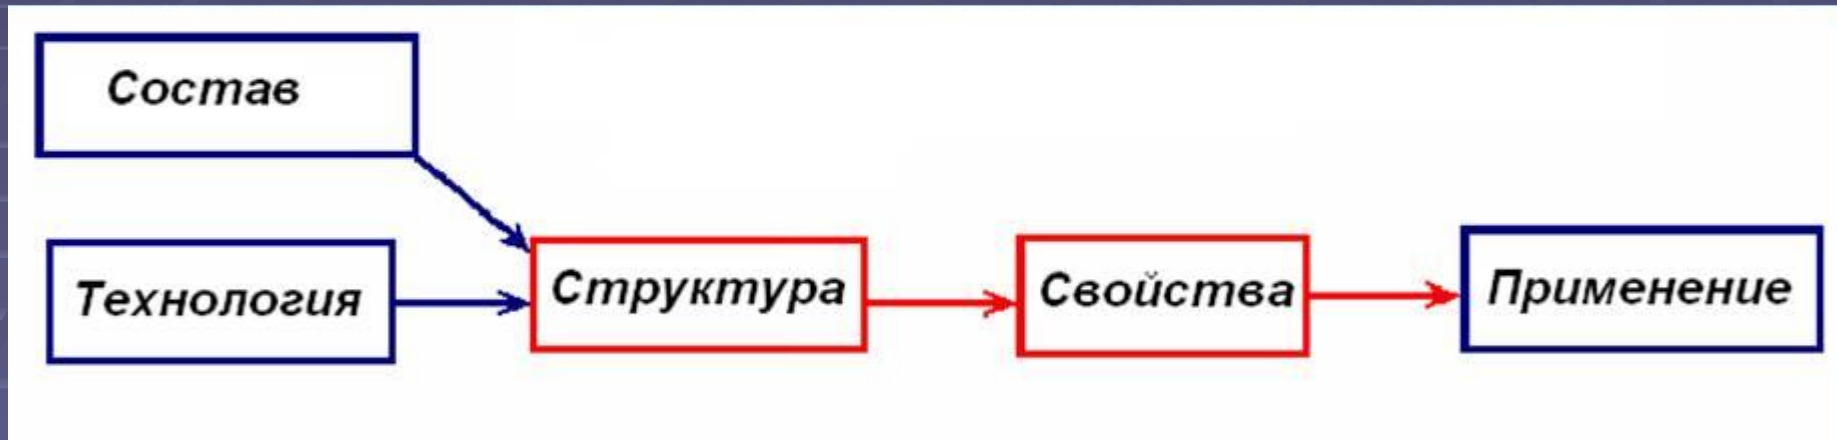 Состав
Технология
Структура
Свойства
Применение